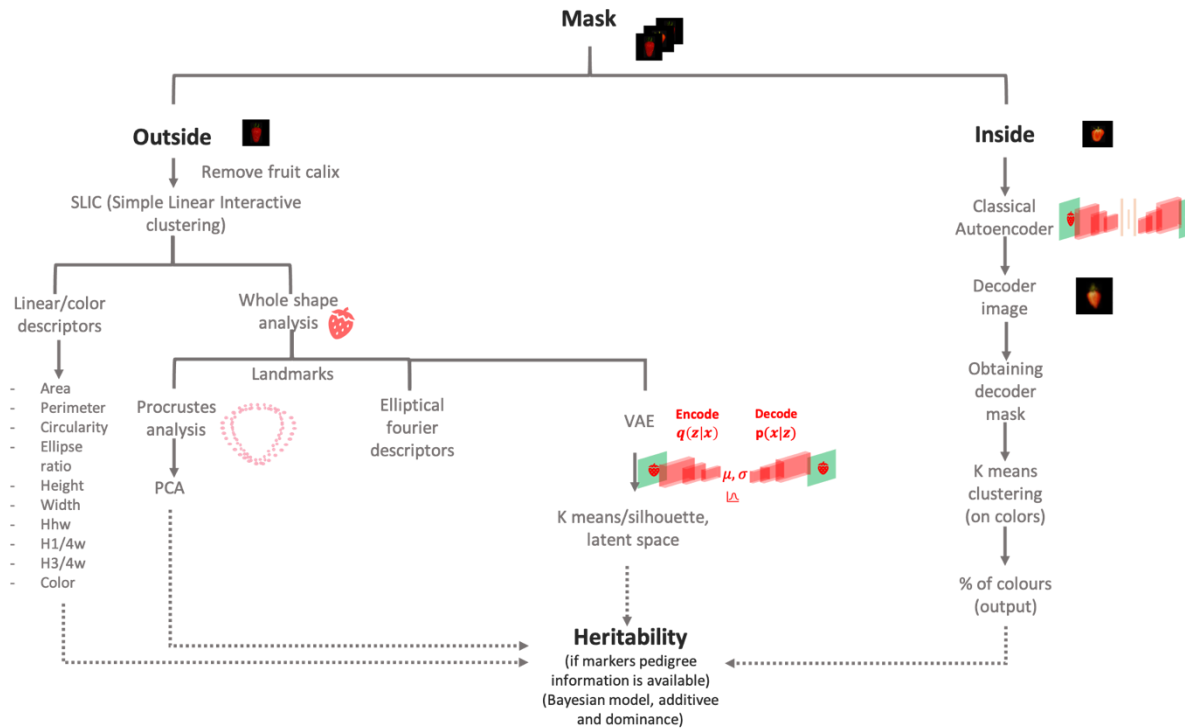 Mask
Outside
Inside
Remove fruit calix
SLIC (Simple Linear Interactive
clustering)
Classical
Autoencoder
Linear/color
descriptors
Whole shape
analysis
Decoder
image
Landmarks
- Area
- Perimeter
- Circularity
- Ellipse
ratio
- Height
- Width
- Hhw
- H1/4w
- H3/4w
- Color
Procrustes
analysis
PCA
Elliptical
fourier
descriptors
VAE
Encode
q(z|x)
Decode
p(x|z)
μ, σ
K means/silhouette,
latent space
Obtaining
decoder
mask
K means
clustering
(on colors)
% of colours
(output)
Heritability
(if markers pedigree
information is available)
(Bayesian model, additivee
and dominance)